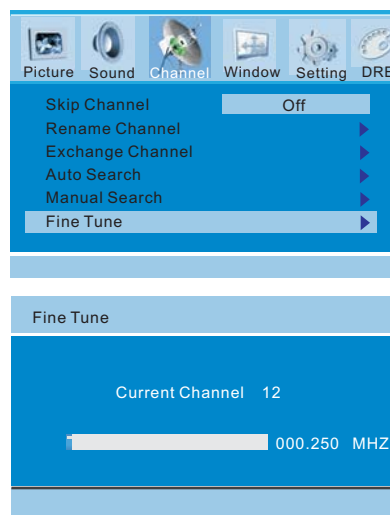 Picture Sound Channel Window Setting DRE
Skip Channel Off
Rename Channel
Exchange Channel
Auto Search
Manual Search
Fine Tune
Fine Tune
Current Channel 12
000.250 MHZ